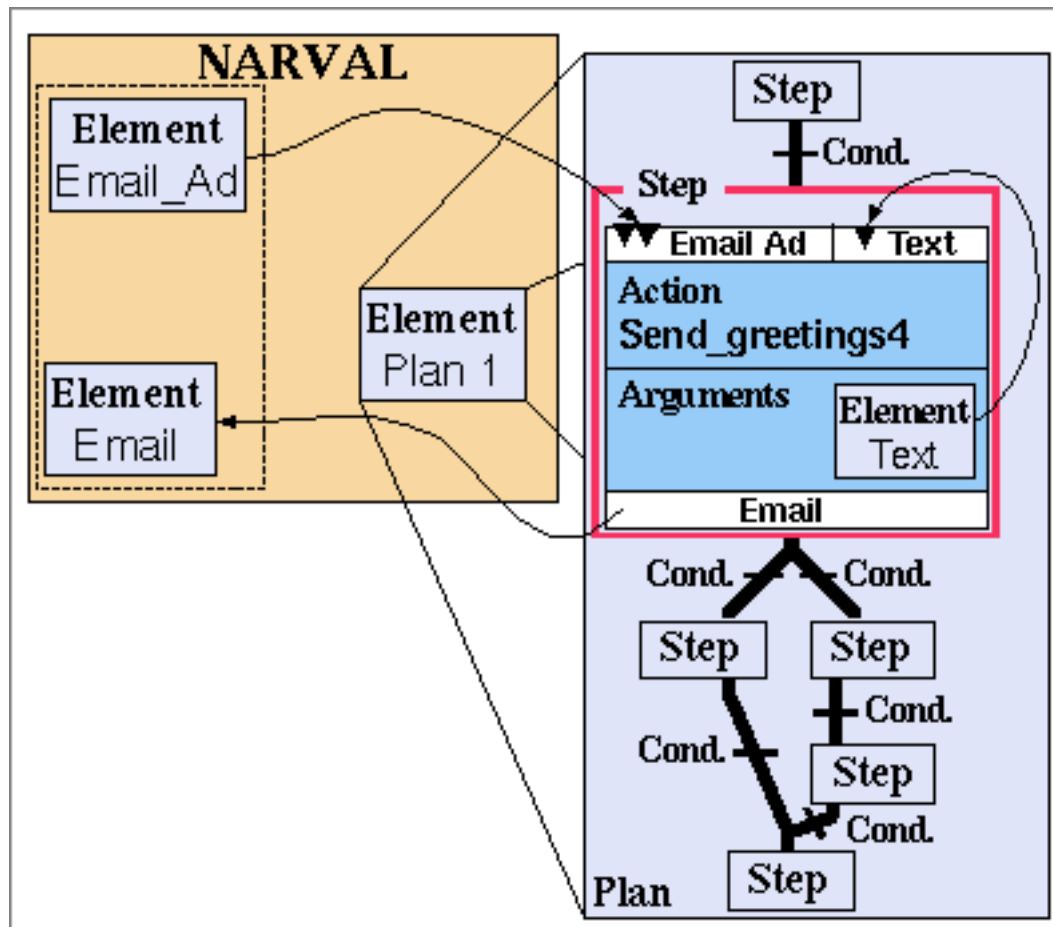 NARVAL
Element
Email_Ad
Element
Plan 1
Element
Email
Step
Cond.
Step
Email Ad
Text
Action
Send_greetings4
Arguments
Element
Text
Email
Cond.
Cond.
Step
Step
Cond.
Cond.
Step
Cond.
Step
Plan